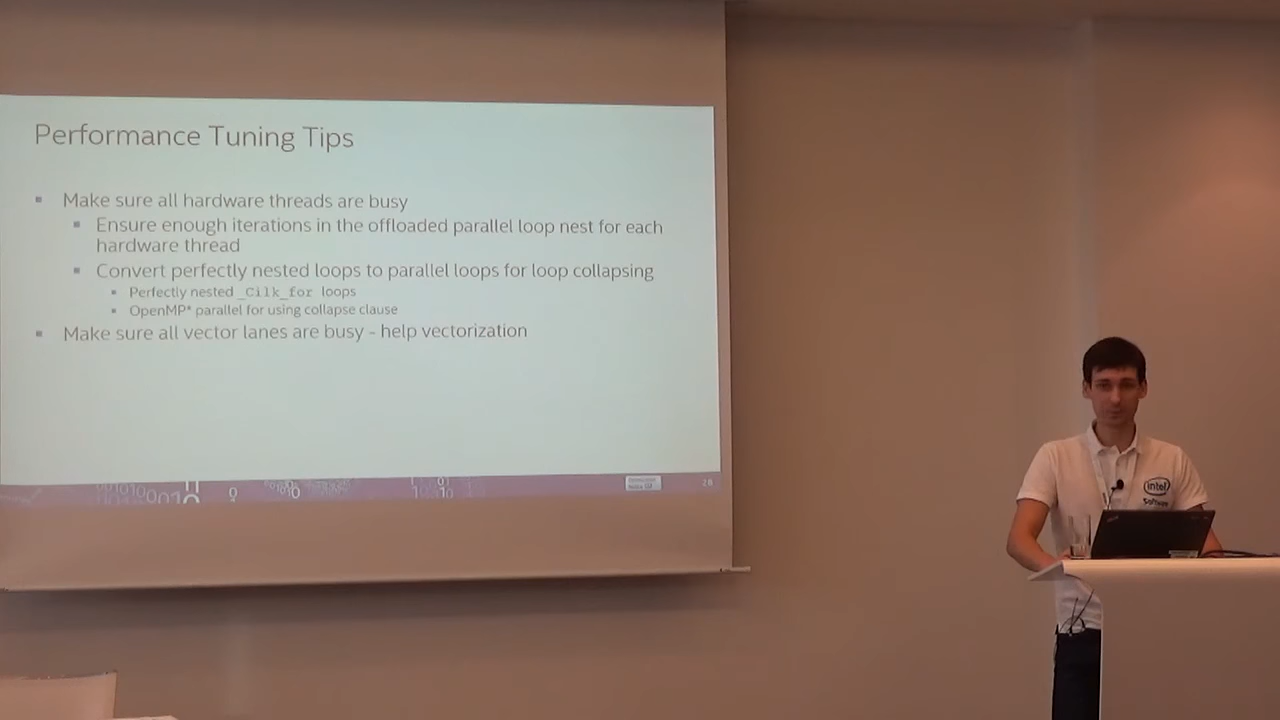 Performance Tuning Tips
Make sure all hardware threads are busy
Ensure enough iterations in the offloaded parallel loop nest for each
hardware thread
Convert perfectly nested loops to parallel loops for loop collapsing
Perfectly nested _Cilk_for loops
OpenMP* parallel for using collapse clause
Make sure all vector lanes are busy – help vectorization
28
intel
Software